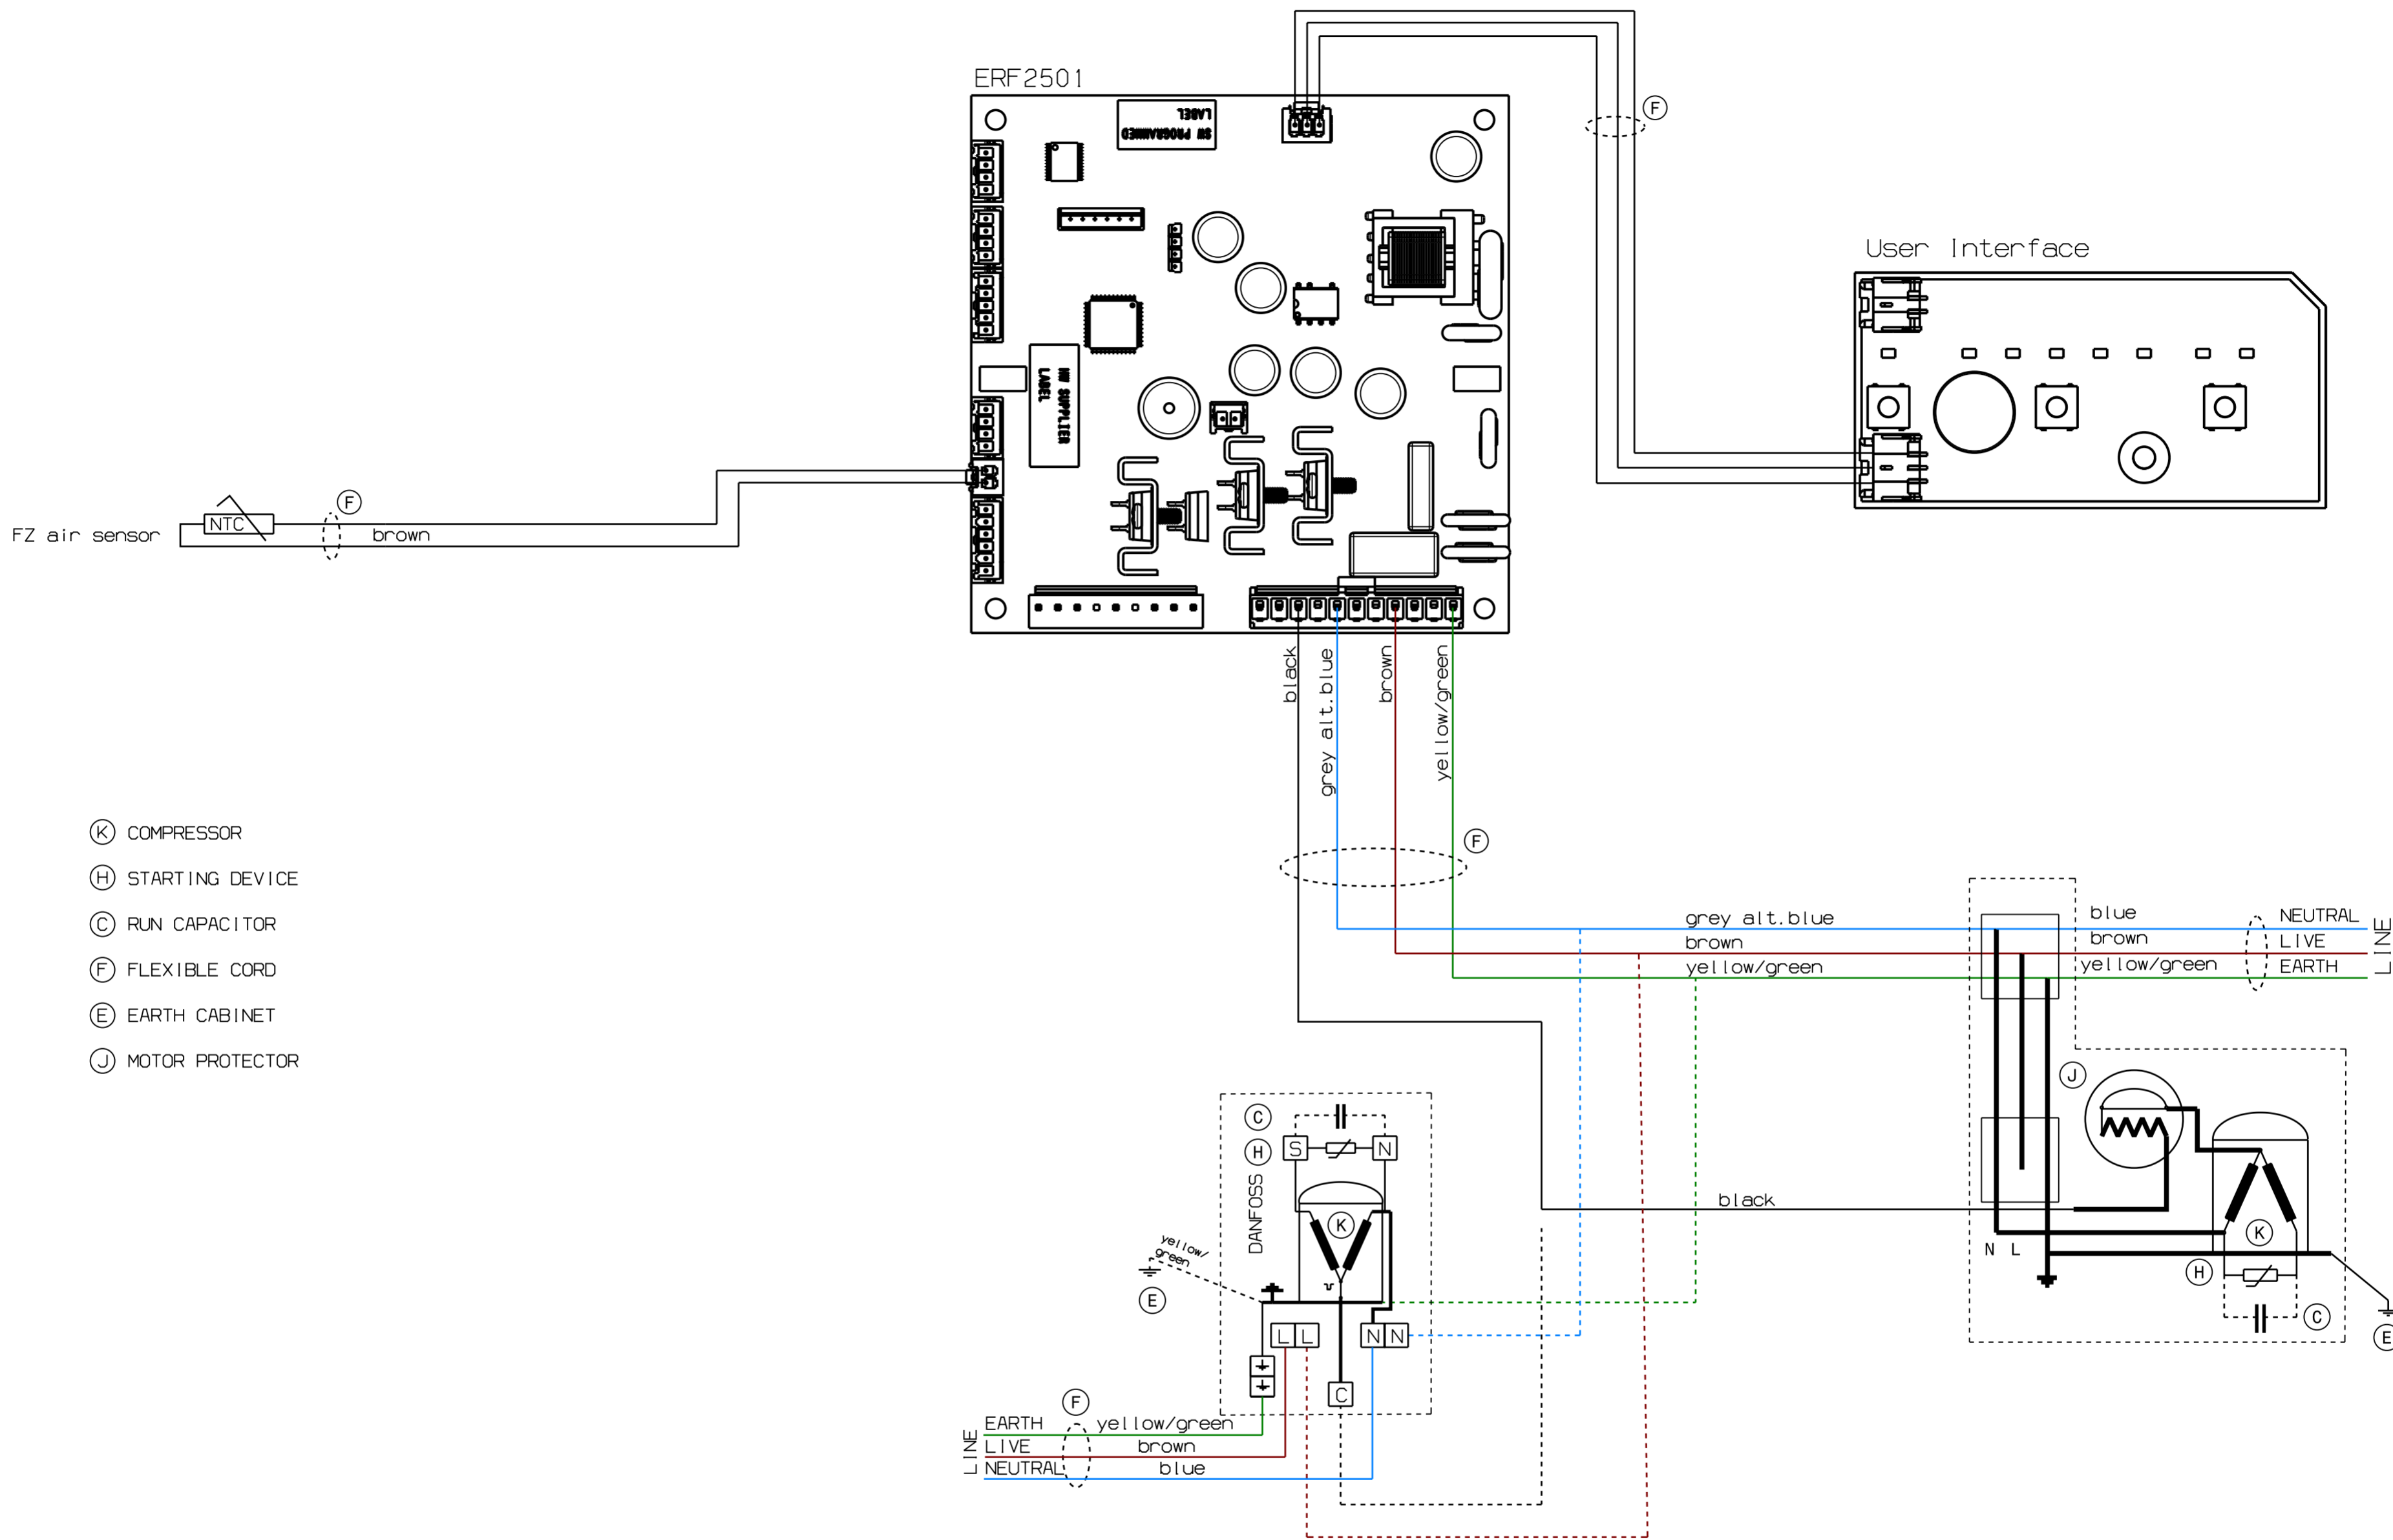 ERF2501
SW PROGRAMMED
LABEL
F
User Interface
HW SUPPLIER
LABEL
F
NTC
FZ air sensor
brown
black
grey alt.blue
brown
yellow/green
F
K COMPRESSOR
H STARTING DEVICE
C RUN CAPACITOR
F FLEXIBLE CORD
E EARTH CABINET
J MOTOR PROTECTOR
grey alt.blue
brown
yellow/green
blue
brown
yellow/green
NEUTRAL
LIVE
EARTH
LINE
J
C
H
S
N
DANFOSS
K
black
K
N L
H
C
E
yellow/
green
E
L L
N N
C
F
LINE
EARTH yellow/green
LIVE brown
NEUTRAL blue